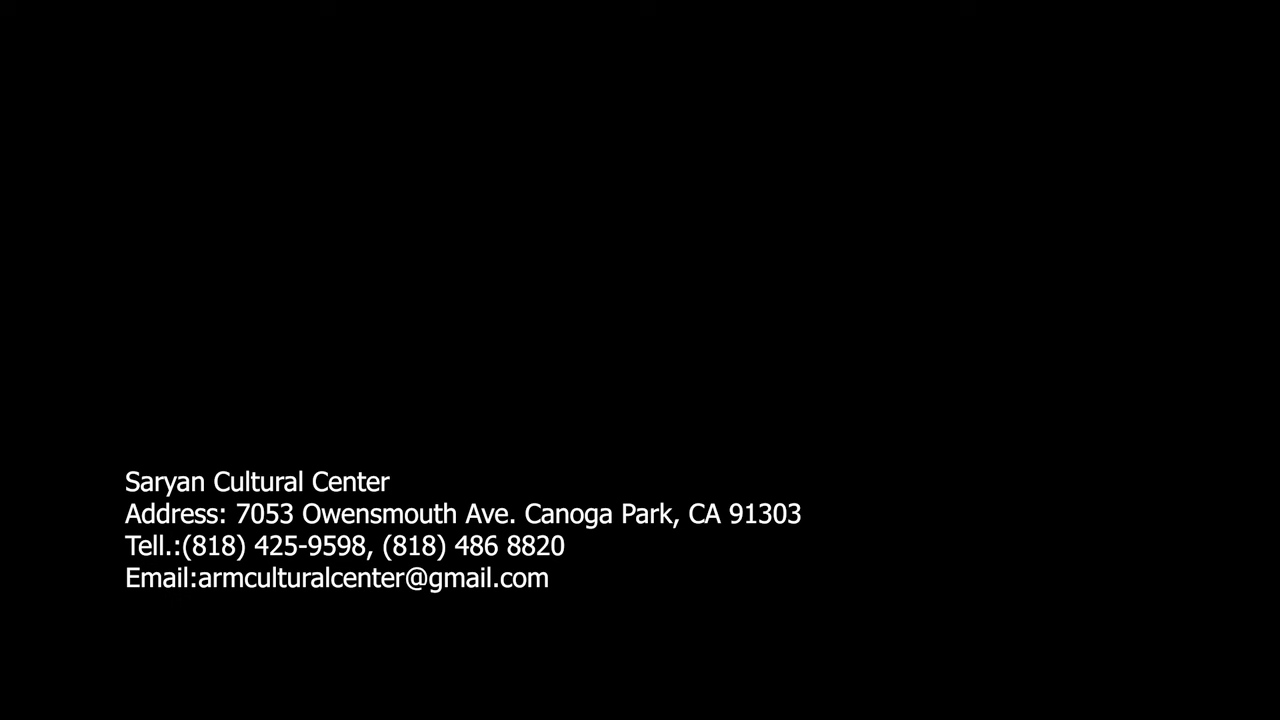 Saryan Cultural Center
Address: 7053 Owensmouth Ave. Canoga Park, CA 91303
Tell.:(818) 425-9598, (818) 486 8820
Email:armculturalcenter@gmail.com